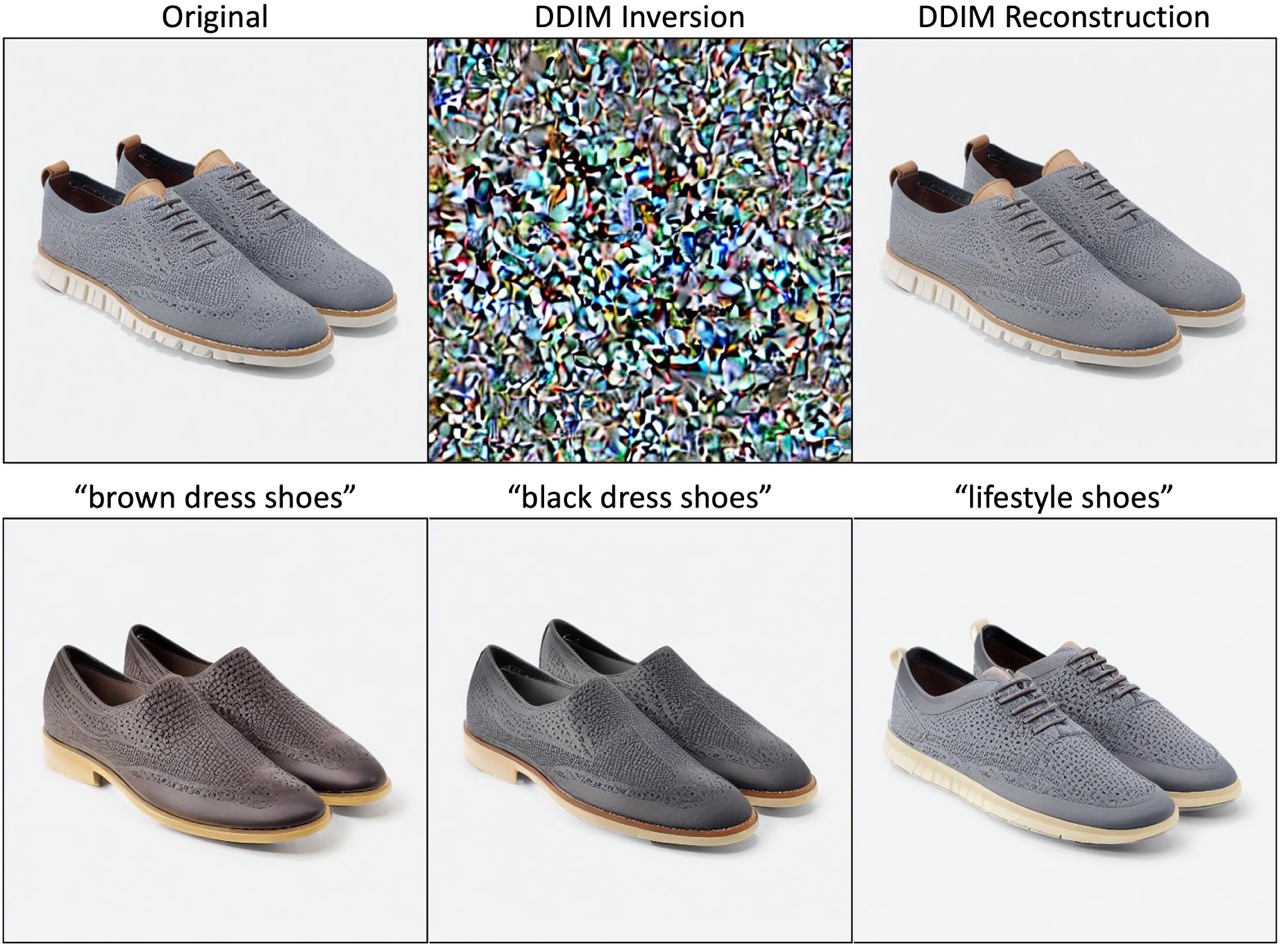 Original
DDIM Inversion
DDIM Reconstruction
“brown dress shoes”
“black dress shoes”
“lifestyle shoes”